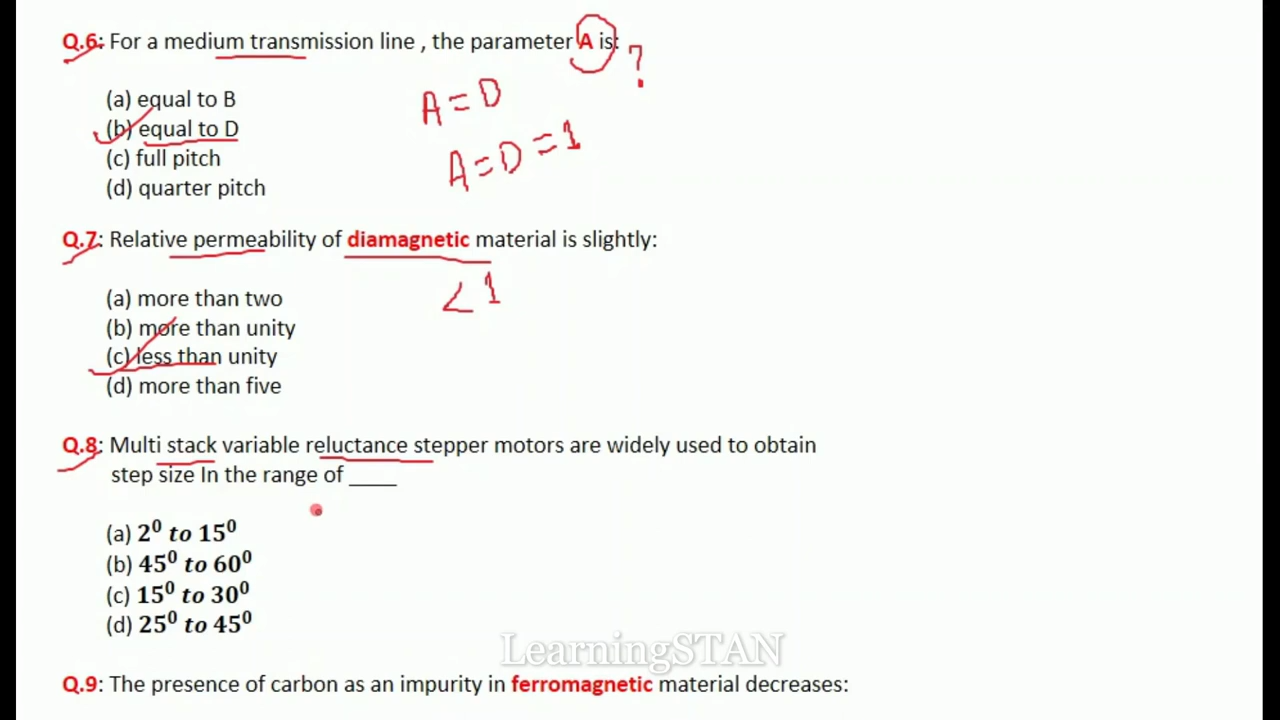 Q.6: For a medium transmission line , the parameter A is: ?
(a) equal to B
A = D
(b) equal to D
A = D = 1
(c) full pitch
(d) quarter pitch
Q.7: Relative permeability of diamagnetic material is slightly:
< 1
(a) more than two
(b) more than unity
(c) less than unity
(d) more than five
Q.8: Multi stack variable reluctance stepper motors are widely used to obtain
step size In the range of ____
(a) 2⁰ to 15⁰
(b) 45⁰ to 60⁰
(c) 15⁰ to 30⁰
(d) 25⁰ to 45⁰
LearningSTAN
Q.9: The presence of carbon as an impurity in ferromagnetic material decreases: